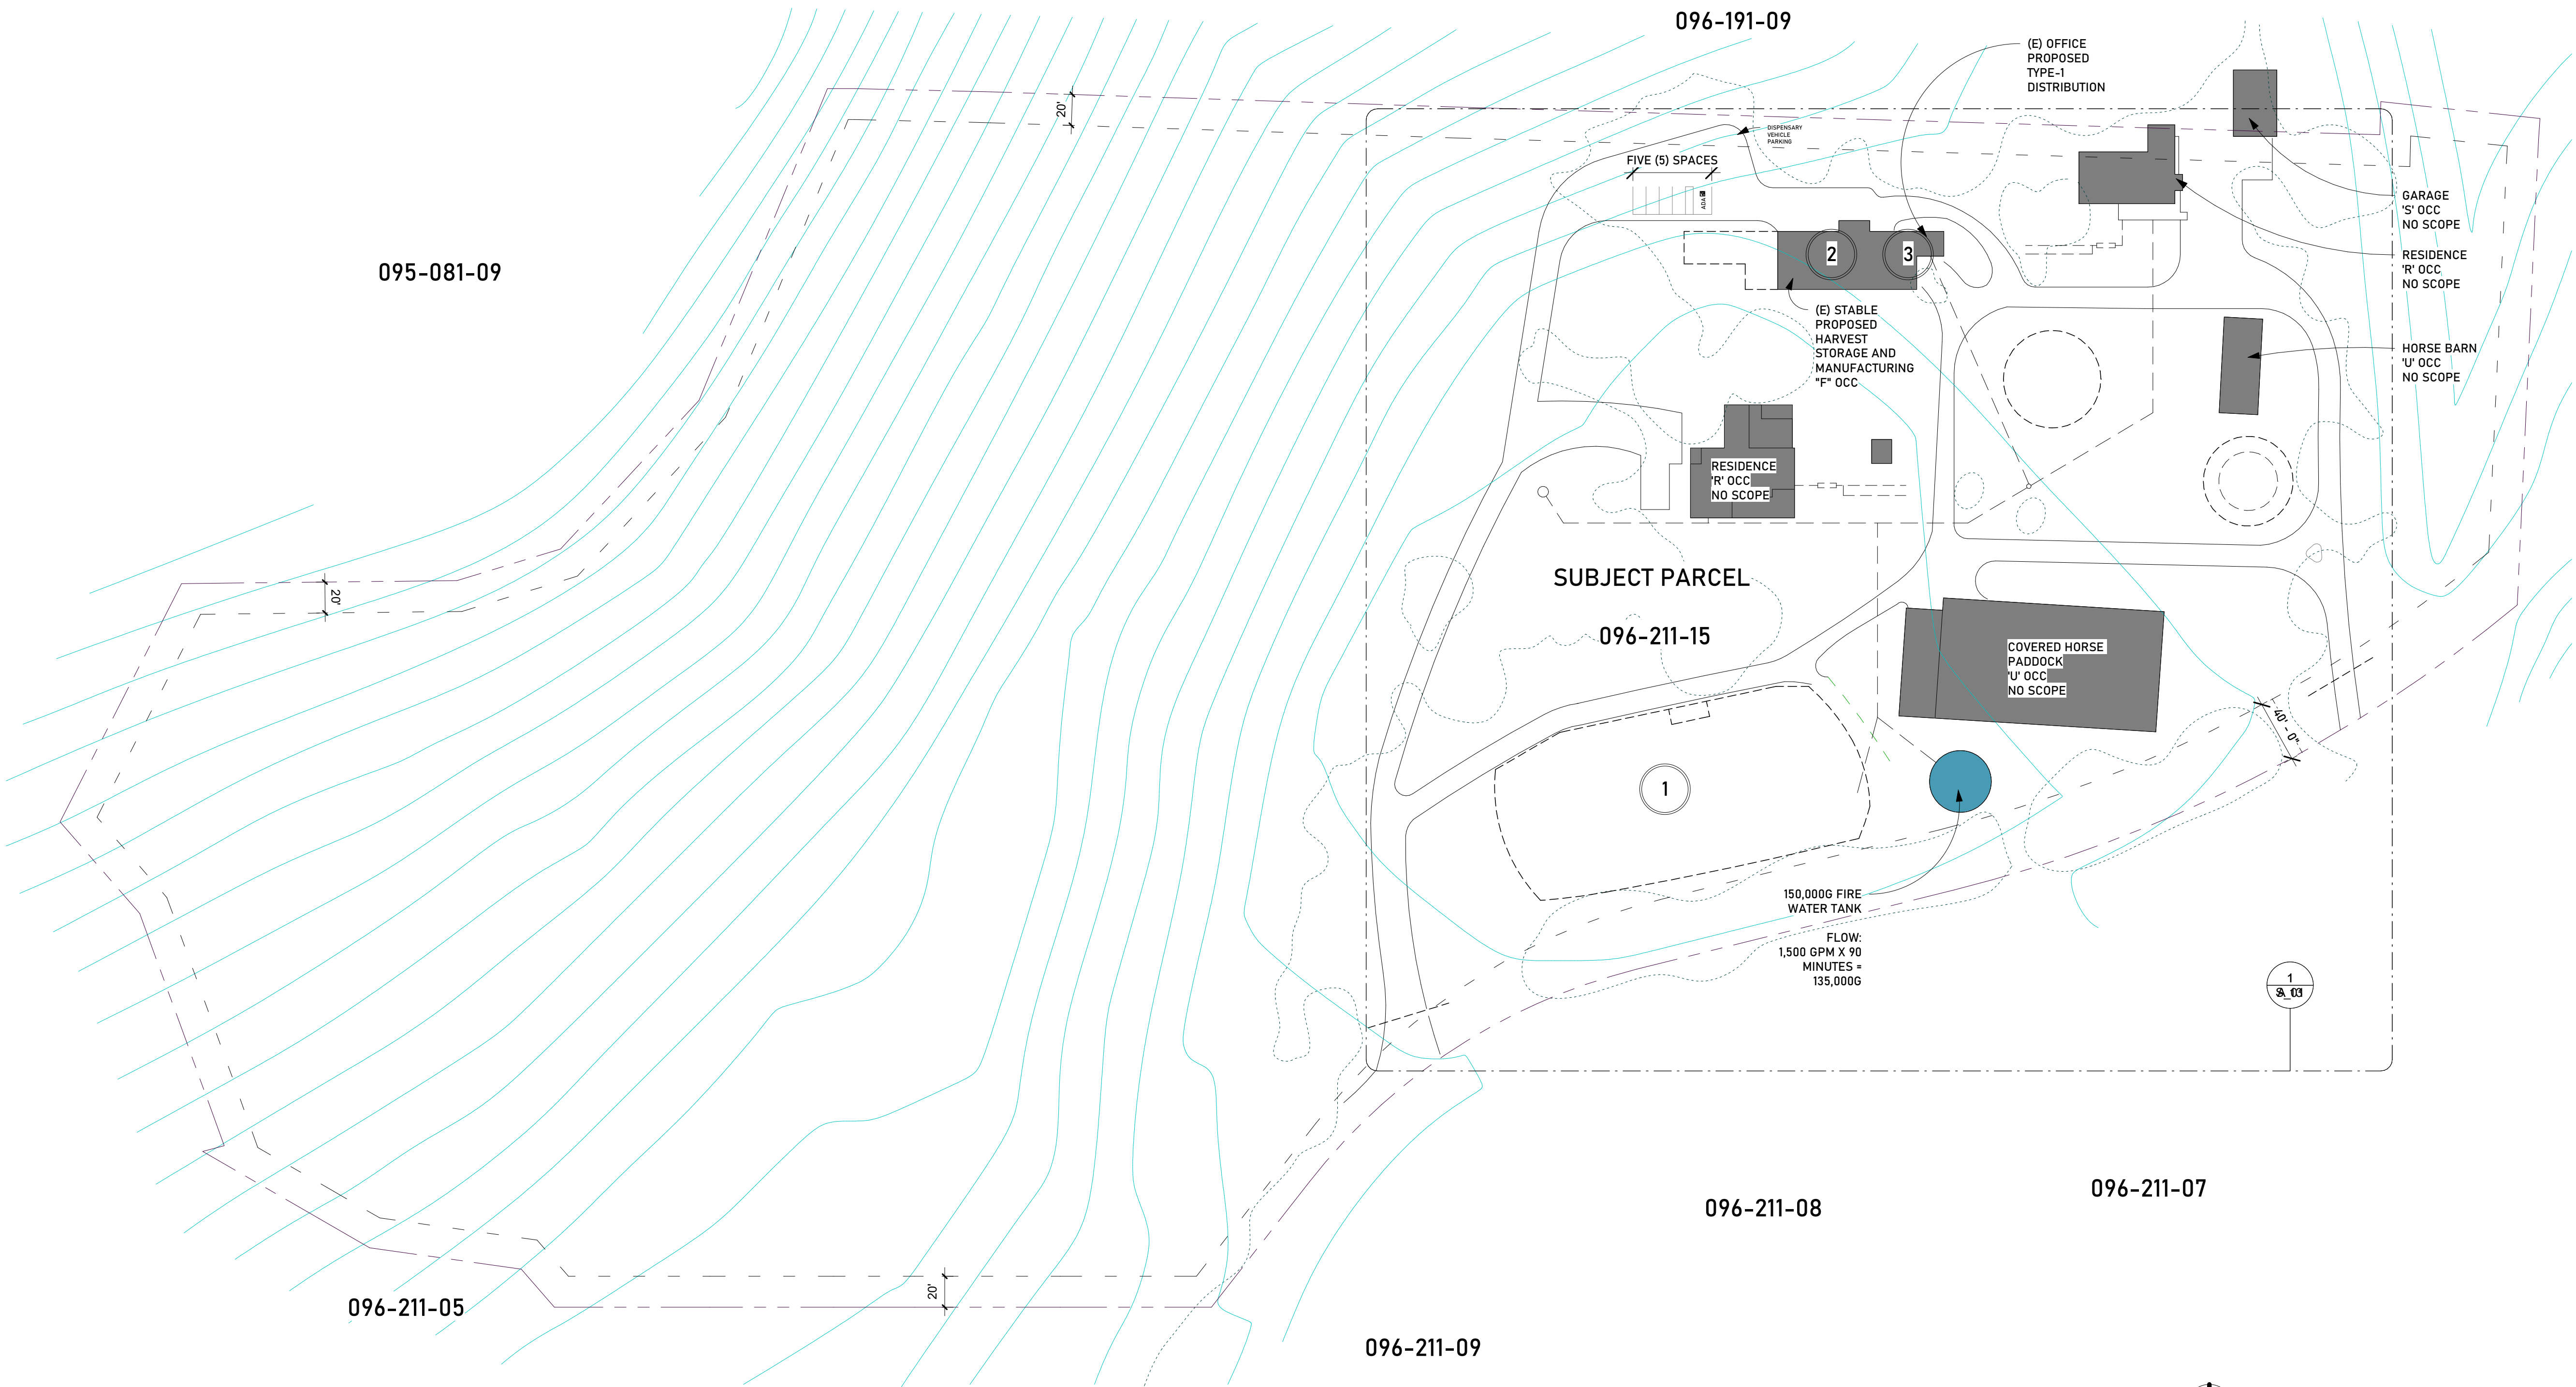 096-191-09
(E) OFFICE
PROPOSED
TYPE-1
DISTRIBUTION
20'
DISPENSARY
VEHICLE
PARKING
FIVE (5) SPACES
ADA
GARAGE
'S' OCC
NO SCOPE
RESIDENCE
'R' OCC
NO SCOPE
095-081-09
2
3
(E) STABLE
PROPOSED
HARVEST
STORAGE AND
MANUFACTURING
"F" OCC
HORSE BARN
'U' OCC
NO SCOPE
RESIDENCE
'R' OCC
NO SCOPE
20'
SUBJECT PARCEL
096-211-15
COVERED HORSE
PADDOCK
'U' OCC
NO SCOPE
40' - 0"
1
150,000G FIRE
WATER TANK
FLOW:
1,500 GPM X 90
MINUTES =
135,000G
1
096-211-07
096-211-08
20'
096-211-05
096-211-09